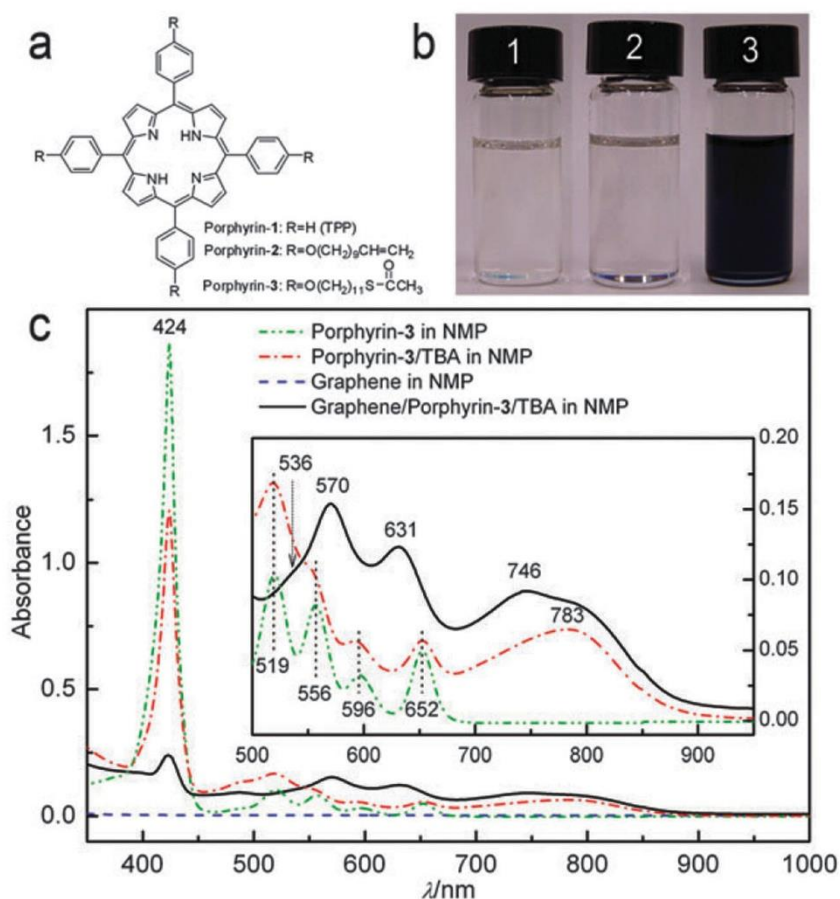 a
R
R
N
HN
NH
N
R
R
Porphyrin-1: R=H (TPP)
Porphyrin-2: R=O(CH₂)₉CH=CH₂
O
Porphyrin-3: R=O(CH₂)₁₁S-CCH₃
b
1 2 3
c
424
Porphyrin-3 in NMP
Porphyrin-3/TBA in NMP
Graphene in NMP
Graphene/Porphyrin-3/TBA in NMP
536
570
631
746
783
519
556
596
652
0.20
0.15
0.10
0.05
0.00
500 600 700 800 900
1.5
1.0
0.5
0.0
Absorbance
400 500 600 700 800 900 1000
λ/nm